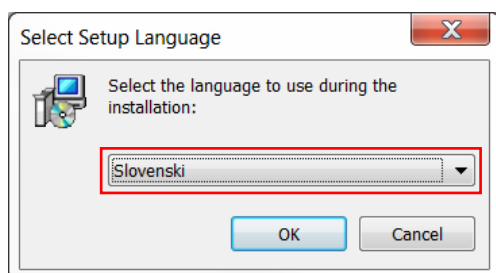 Select Setup Language
Select the language to use during the
installation:
Slovenski
OK
Cancel